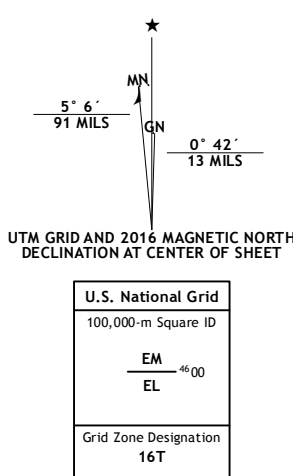 ★
MN
5° 6´
91 MILS
GN
0° 42´
13 MILS
UTM GRID AND 2016 MAGNETIC NORTH
DECLINATION AT CENTER OF SHEET
U.S. National Grid
100,000-m Square ID
EM
4600
EL
Grid Zone Designation
16T